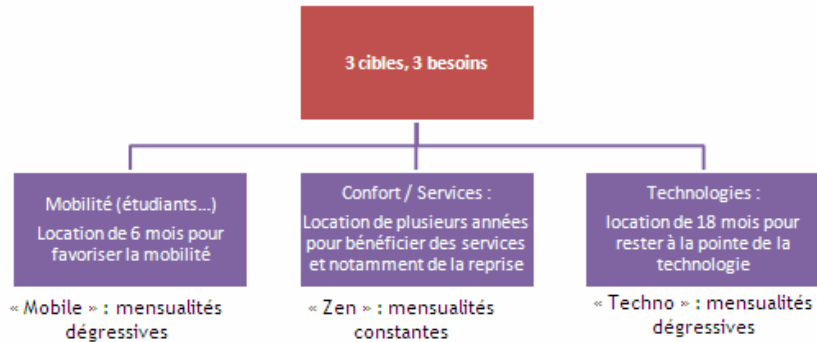 3 cibles, 3 besoins
Mobilité (étudiants...)
Location de 6 mois pour
favoriser la mobilité
Confort / Services :
Location de plusieurs années
pour bénéficier des services
et notamment de la reprise
Technologies :
location de 18 mois pour
rester à la pointe de la
technologie
« Mobile » : mensualités
dégressives
« Zen » : mensualités
constantes
« Techno » : mensualités
dégressives